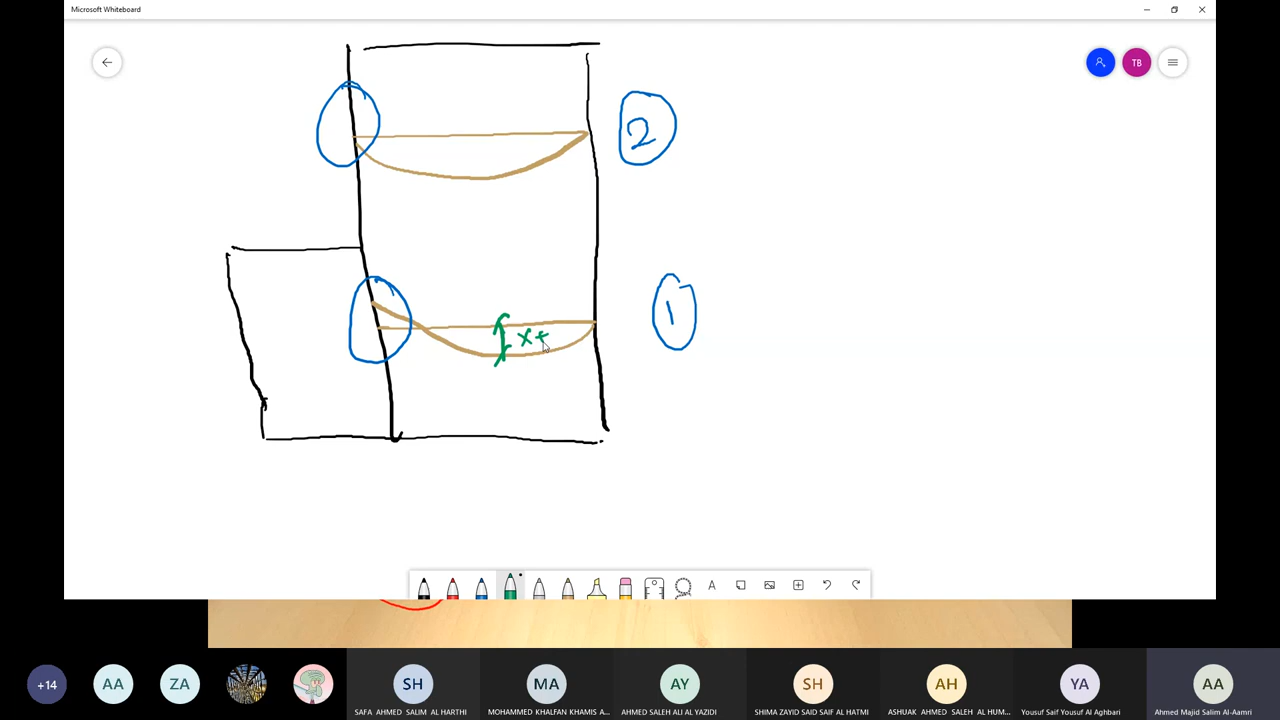 Microsoft Whiteboard
TB
2
1
x+
A
+14
AA
ZA
SH
MA
AY
SH
AH
YA
AA
SAFA AHMED SALIM AL HARTHI
MOHAMMED KHALFAN KHAMIS A...
AHMED SALEH ALI AL YAZIDI
SHIMA ZAYID SAID SAIF AL HATMI
ASHUAK AHMED SALEH AL HUM...
Yousuf Saif Yousuf Al Aghbari
Ahmed Majid Salim Al-Aamri